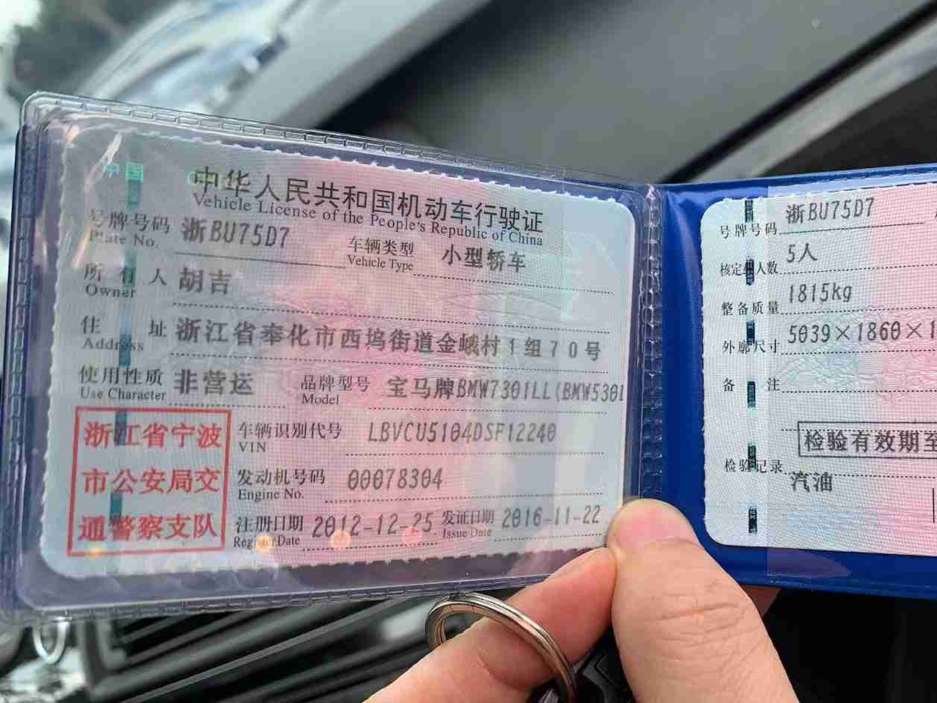 中国
中华人民共和国机动车行驶证
Vehicle License of the People's Republic of China
号牌号码 浙BU75D7 车辆类型 小型轿车
Plate No. Vehicle Type
所有人 胡吉
Owner
住址 浙江省奉化市西坞街道金峨村1组70号
Address
使用性质 非营运 品牌型号 宝马牌BMW7301LL(BMW5301
Use Character Model
浙江省宁波
市公安局交
通警察支队
车辆识别代号 LBVCU5104DSF12240
VIN
发动机号码 00078304
Engine No.
注册日期 2012-12-25 发证日期 2016-11-22
Register Date Issue Date
号牌号码 浙BU75D7
核定载人数 5人
整备质量 1815kg
外廓尺寸 5039×1860×1
备注
检验有效期至
检验记录
汽油